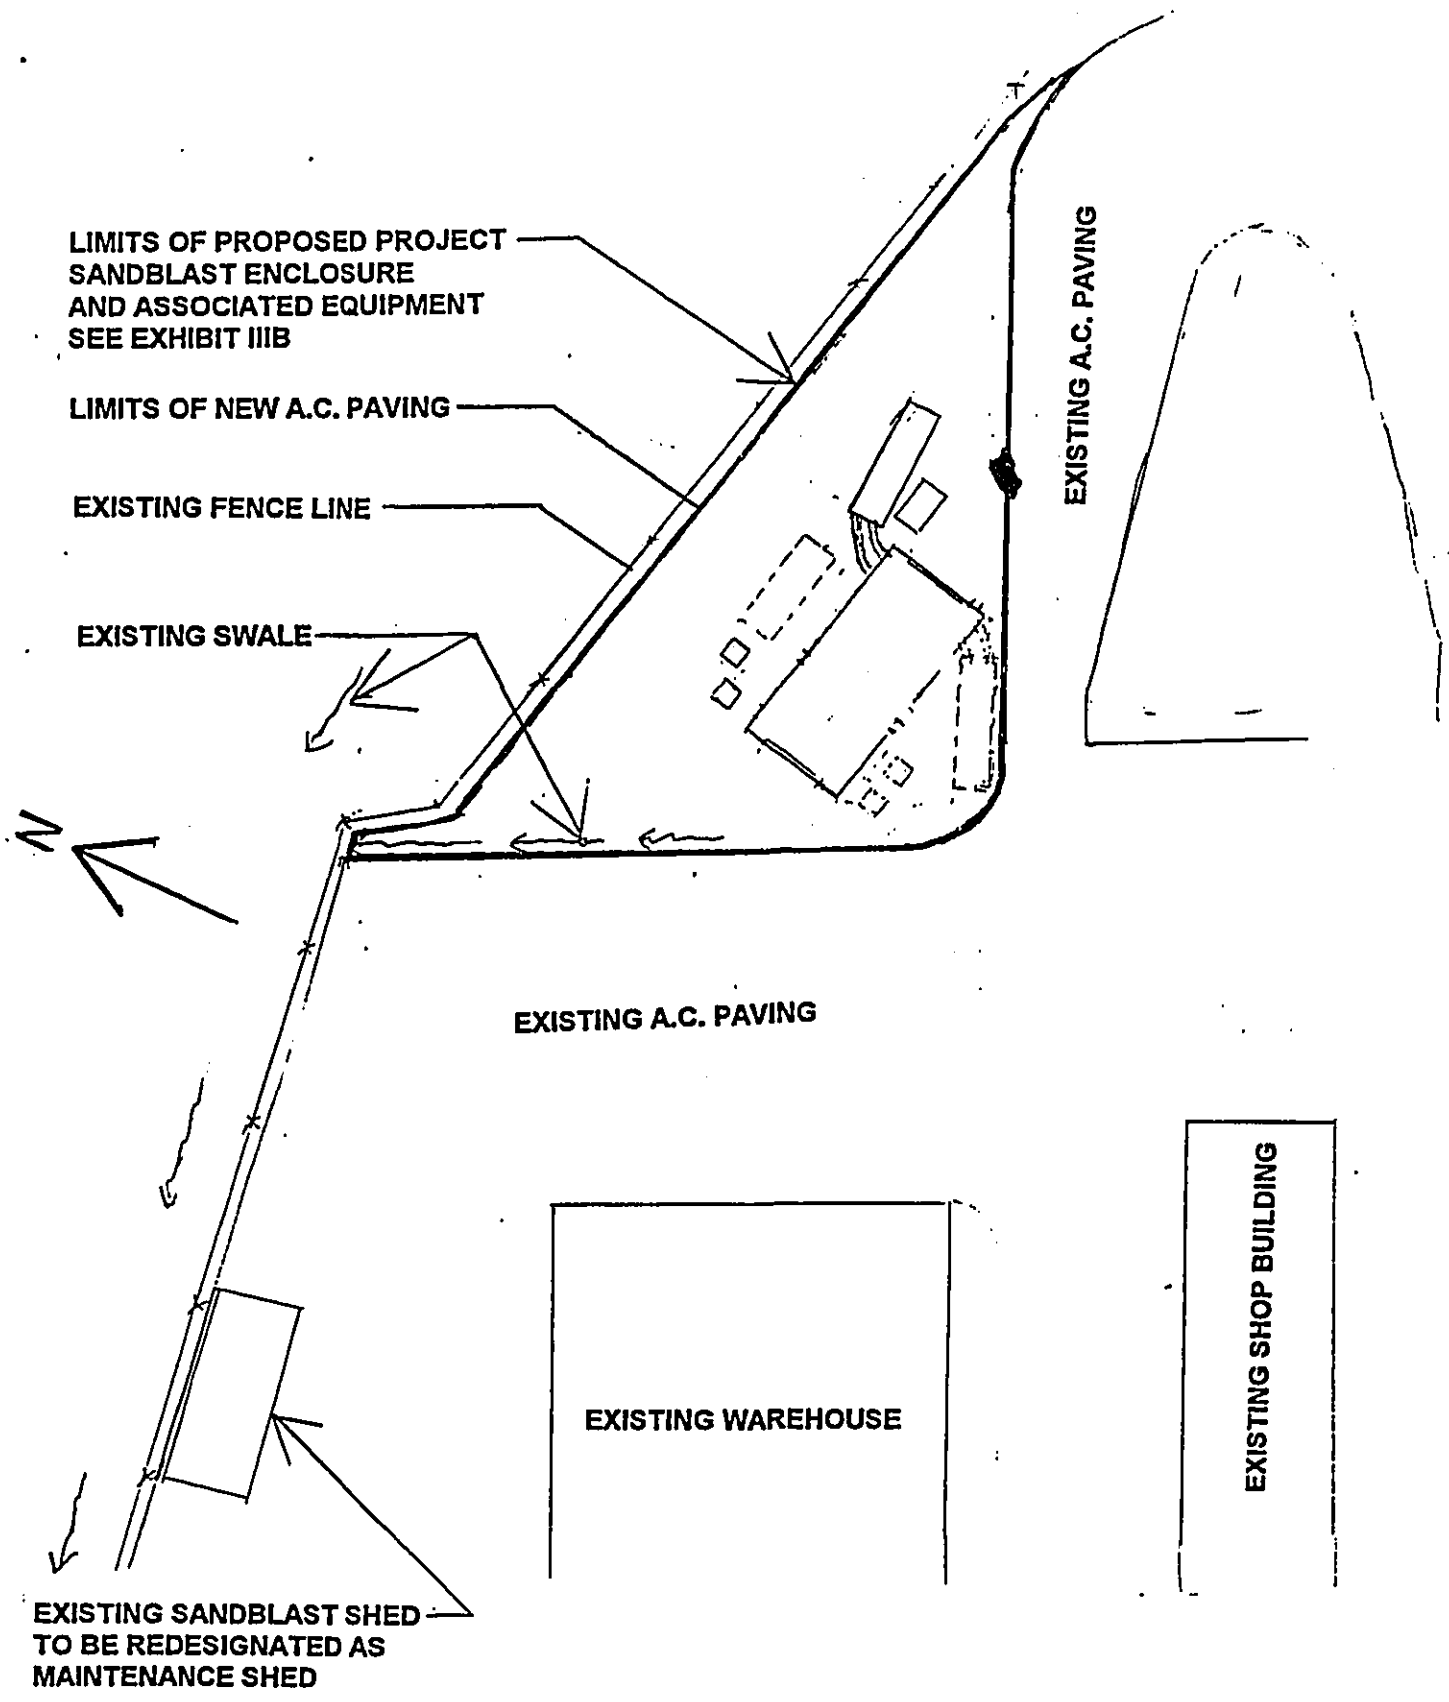 LIMITS OF PROPOSED PROJECT
SANDBLAST ENCLOSURE
AND ASSOCIATED EQUIPMENT
SEE EXHIBIT IIIB
LIMITS OF NEW A.C. PAVING
EXISTING FENCE LINE
EXISTING SWALE
EXISTING A.C. PAVING
N
EXISTING A.C. PAVING
EXISTING WAREHOUSE
EXISTING SHOP BUILDING
EXISTING SANDBLAST SHED
TO BE REDESIGNATED AS
MAINTENANCE SHED